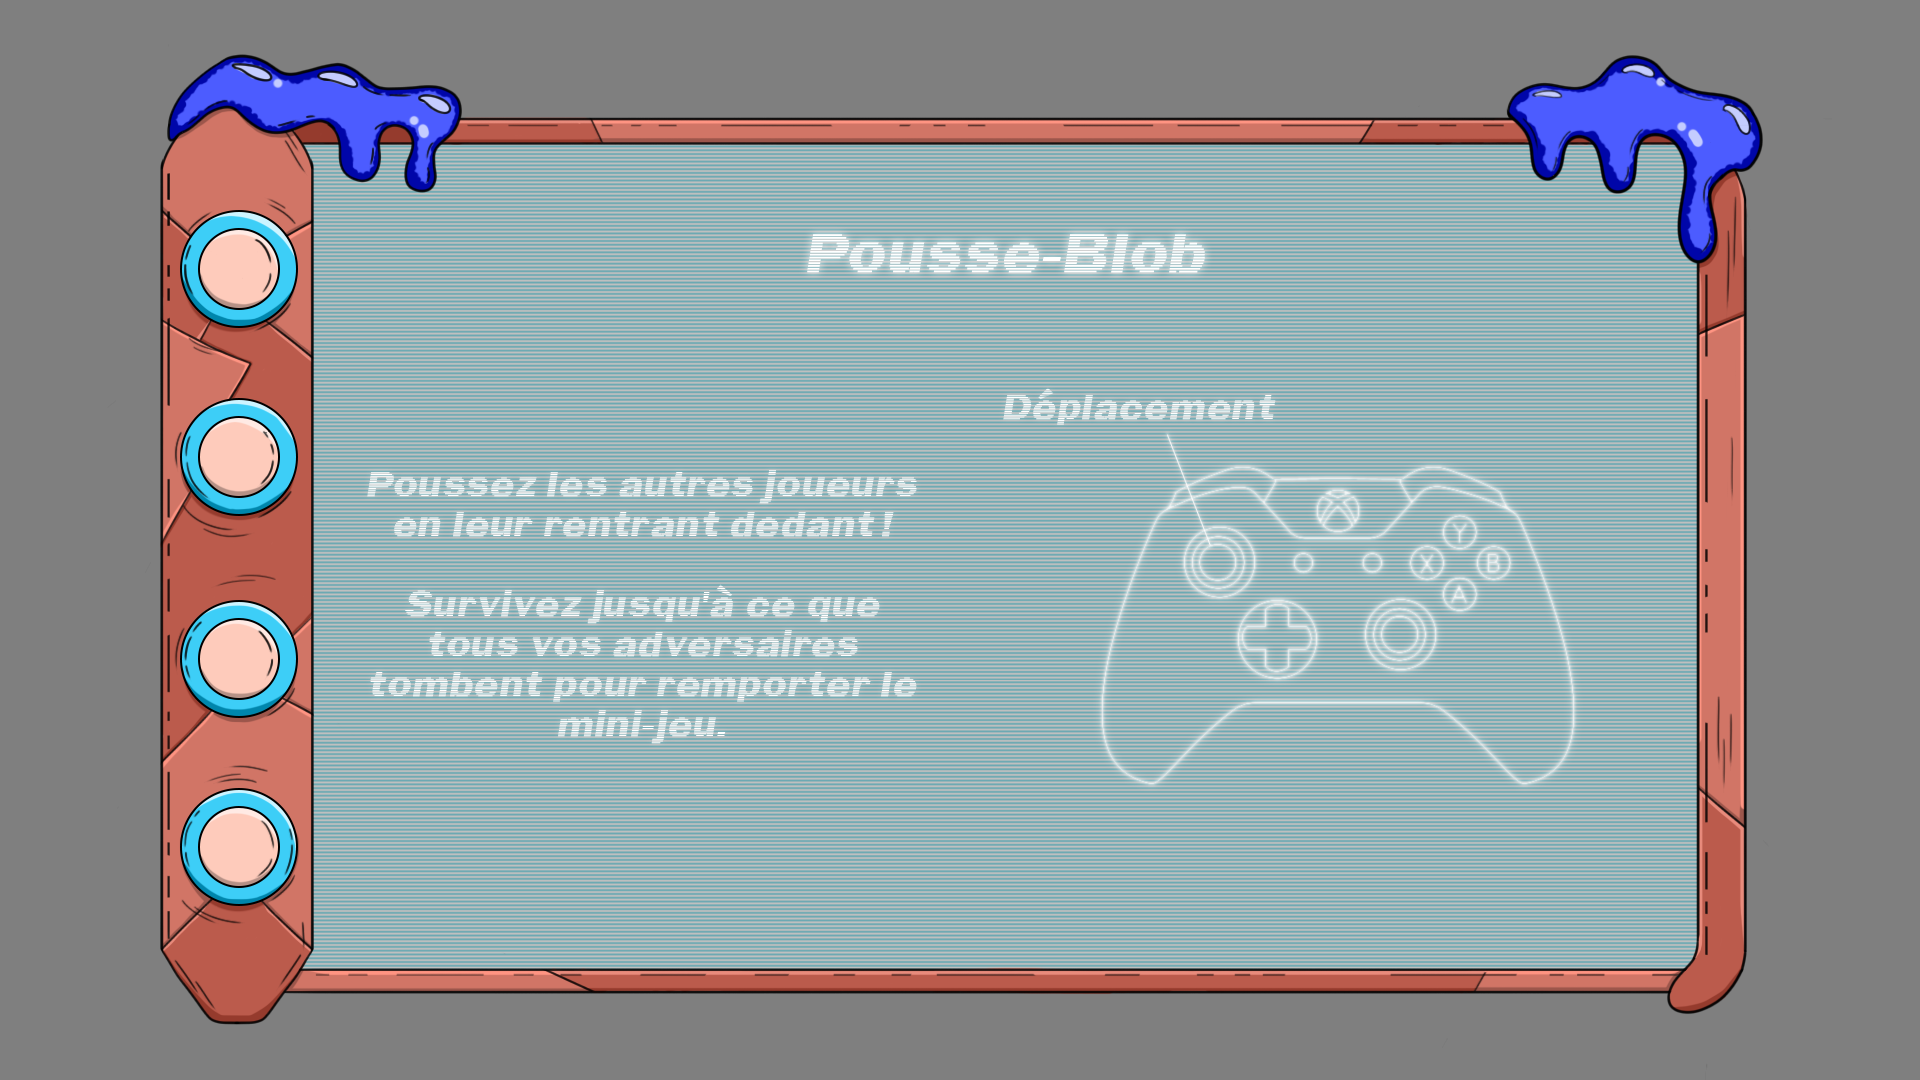 Pousse-Blob
Déplacement
Poussez les autres joueurs
en leur rentrant dedant !
Survivez jusqu'à ce que
tous vos adversaires
tombent pour remporter le
mini-jeu.
Y
X
B
A